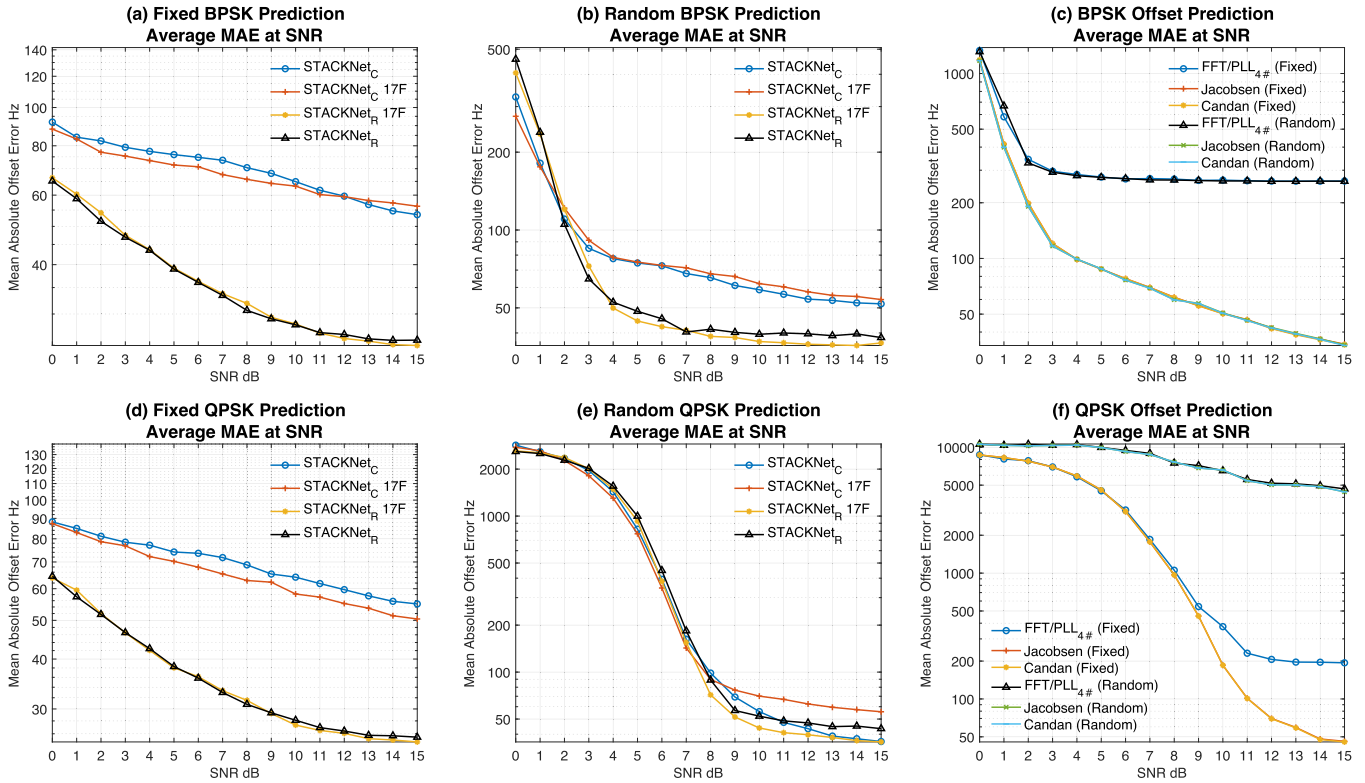 (a) Fixed BPSK Prediction
Average MAE at SNR
140
120
100
80
60
40
Mean Absolute Offset Error Hz
STACKNet_C
STACKNet_C 17F
STACKNet_R 17F
STACKNet_R
0 1 2 3 4 5 6 7 8 9 10 11 12 13 14 15
SNR dB
(b) Random BPSK Prediction
Average MAE at SNR
500
200
100
50
Mean Absolute Offset Error Hz
STACKNet_C
STACKNet_C 17F
STACKNet_R 17F
STACKNet_R
0 1 2 3 4 5 6 7 8 9 10 11 12 13 14 15
SNR dB
(c) BPSK Offset Prediction
Average MAE at SNR
1000
500
200
100
50
Mean Absolute Offset Error Hz
FFT/PLL_4# (Fixed)
Jacobsen (Fixed)
Candan (Fixed)
FFT/PLL_4# (Random)
Jacobsen (Random)
Candan (Random)
0 1 2 3 4 5 6 7 8 9 10 11 12 13 14 15
SNR dB
(d) Fixed QPSK Prediction
Average MAE at SNR
130
120
110
100
90
80
70
60
50
40
30
Mean Absolute Offset Error Hz
STACKNet_C
STACKNet_C 17F
STACKNet_R 17F
STACKNet_R
0 1 2 3 4 5 6 7 8 9 10 11 12 13 14 15
SNR dB
(e) Random QPSK Prediction
Average MAE at SNR
2000
1000
500
200
100
50
Mean Absolute Offset Error Hz
STACKNet_C
STACKNet_C 17F
STACKNet_R 17F
STACKNet_R
0 1 2 3 4 5 6 7 8 9 10 11 12 13 14 15
SNR dB
(f) QPSK Offset Prediction
Average MAE at SNR
10000
5000
2000
1000
500
200
100
50
Mean Absolute Offset Error Hz
FFT/PLL_4# (Fixed)
Jacobsen (Fixed)
Candan (Fixed)
FFT/PLL_4# (Random)
Jacobsen (Random)
Candan (Random)
0 1 2 3 4 5 6 7 8 9 10 11 12 13 14 15
SNR dB